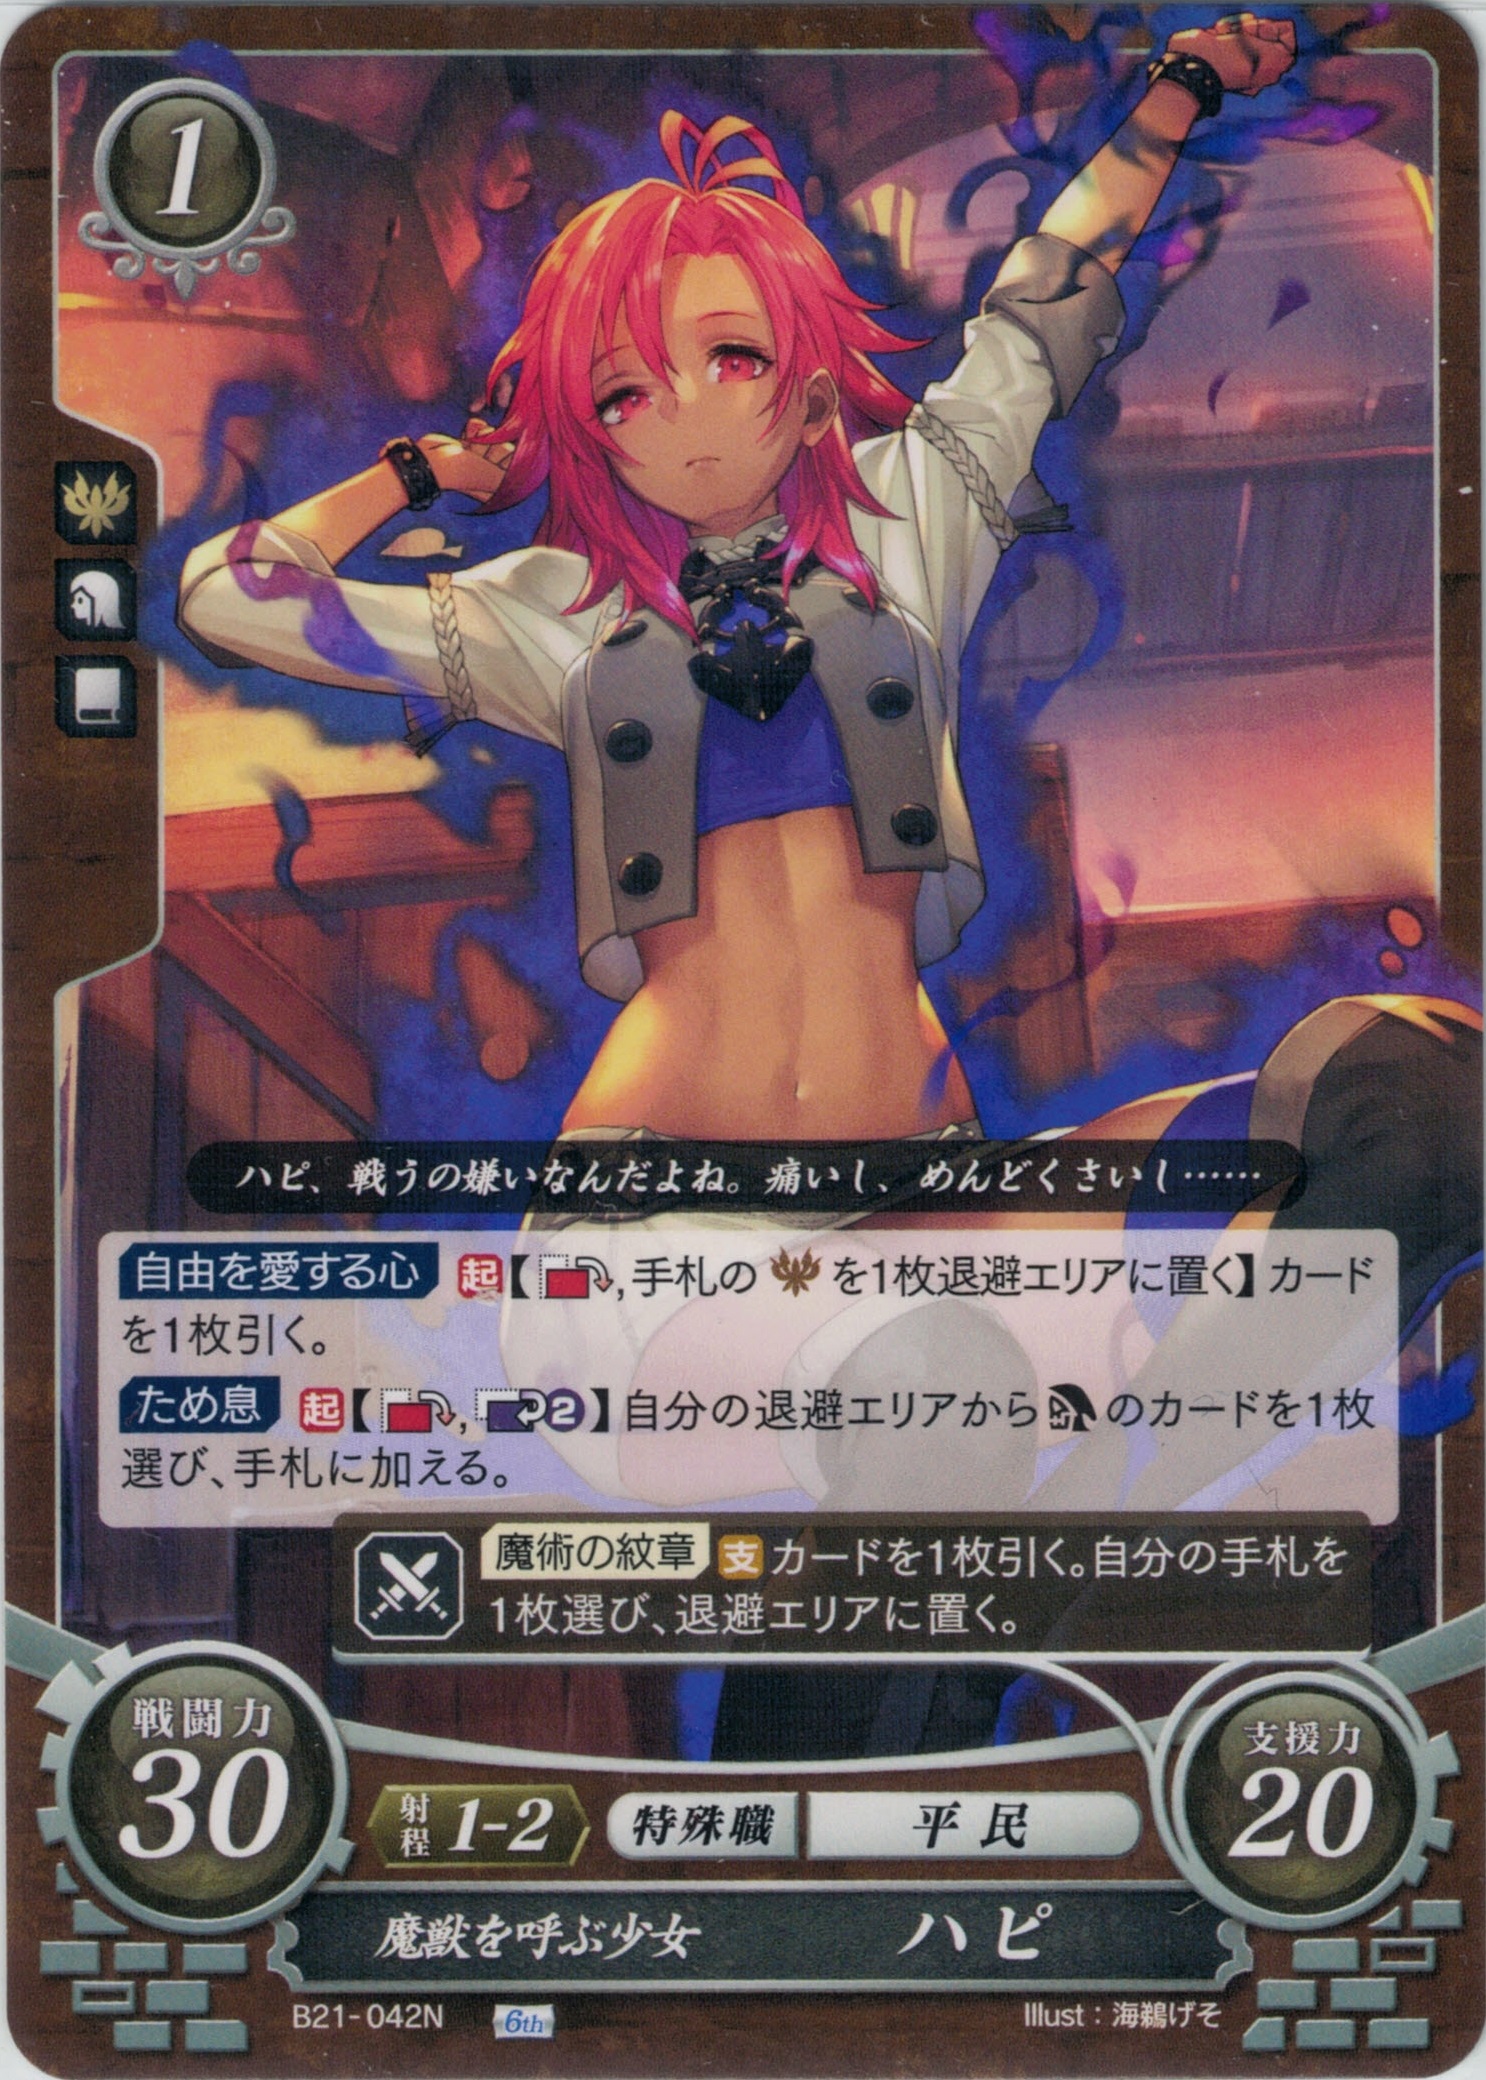 1
ハピ、戦うの嫌いなんだよね。痛いし、めんどくさいし……
自由を愛する心 起【 ,手札の を1枚退避エリアに置く】カード
を1枚引く。
ため息 起【 , 2】自分の退避エリアから のカードを1枚
選び、手札に加える。
魔術の紋章 支 カードを1枚引く。自分の手札を
1枚選び、退避エリアに置く。
戦闘力
30
射程 1-2
特殊職
平民
支援力
20
魔獣を呼ぶ少女 ハピ
B21-042N 6th Illust：海鵜げそ